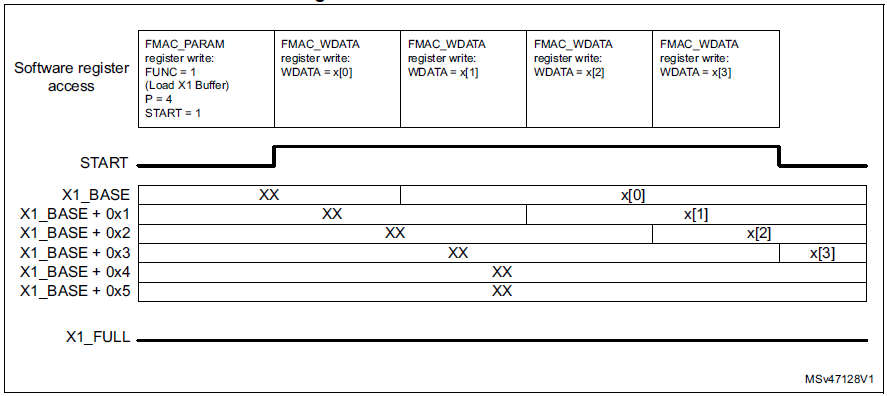 FMAC_PARAM
register write:
FUNC = 1
(Load X1 Buffer)
P = 4
START = 1
FMAC_WDATA
register write:
WDATA = x[0]
FMAC_WDATA
register write:
WDATA = x[1]
FMAC_WDATA
register write:
WDATA = x[2]
FMAC_WDATA
register write:
WDATA = x[3]
Software register
access
START
X1_BASE XX x[0]
X1_BASE + 0x1 XX x[1]
X1_BASE + 0x2 XX x[2]
X1_BASE + 0x3 XX x[3]
X1_BASE + 0x4 XX
X1_BASE + 0x5 XX
X1_FULL
MSv47128V1